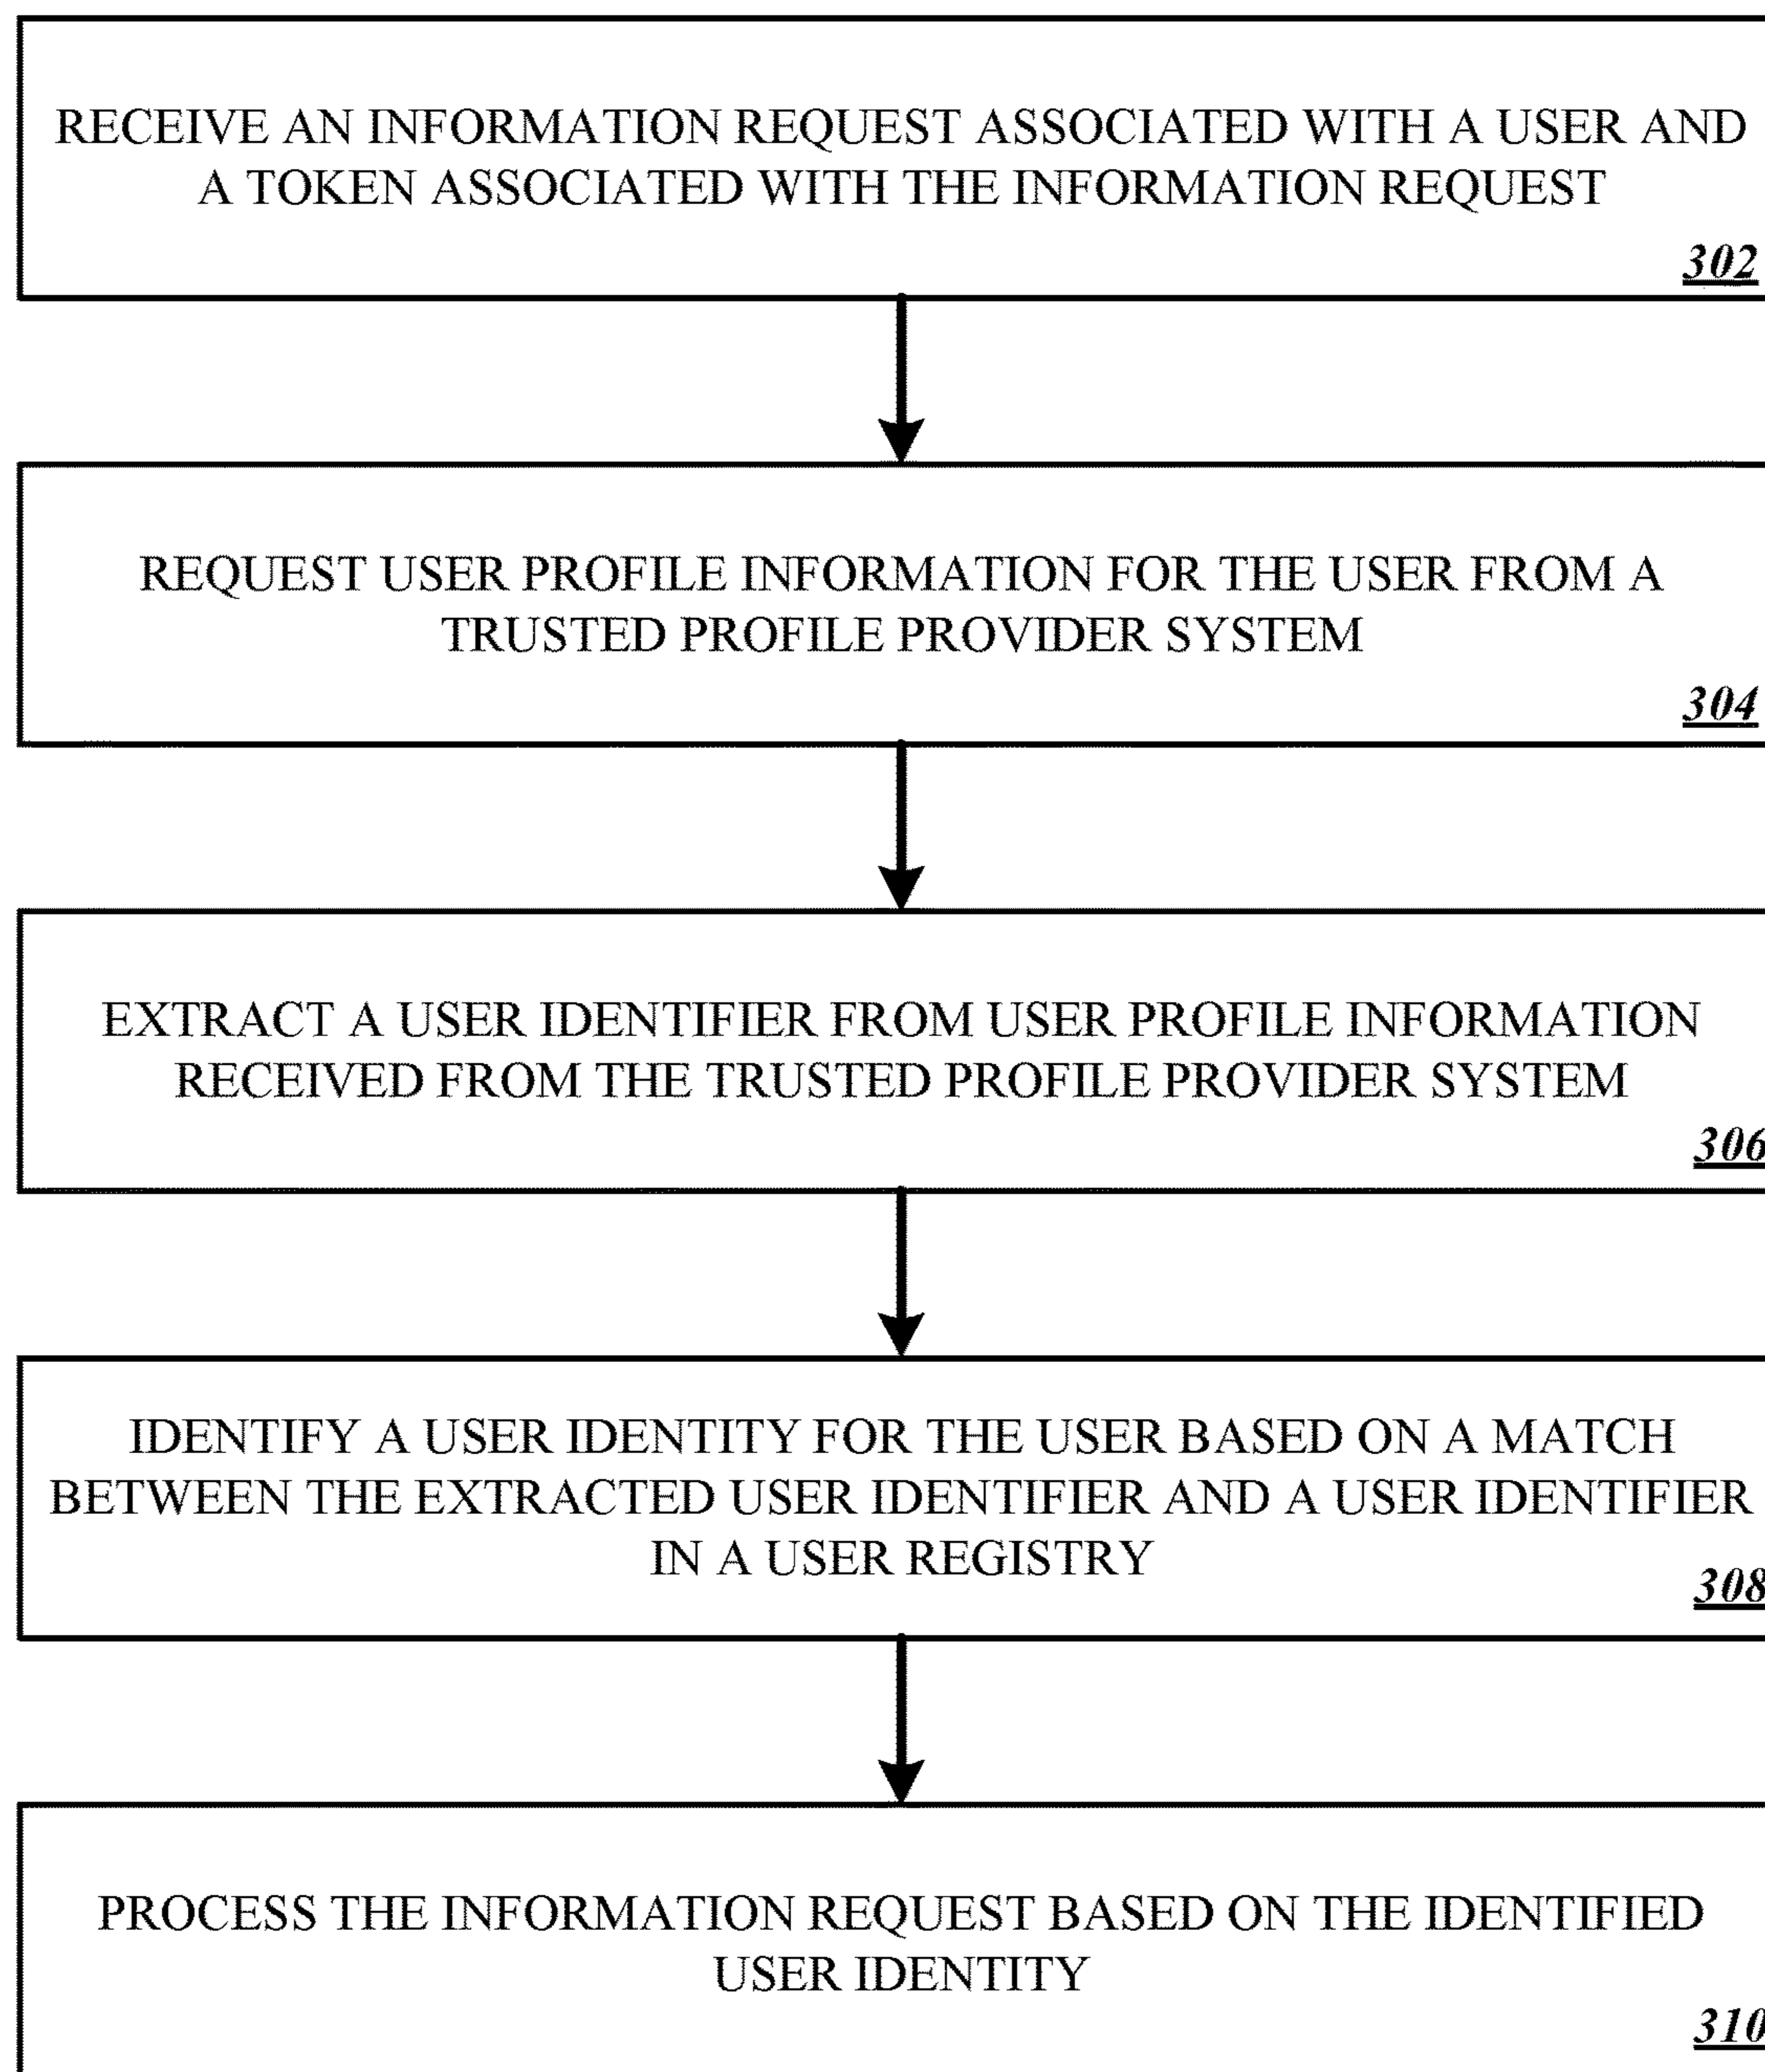 RECEIVE AN INFORMATION REQUEST ASSOCIATED WITH A USER AND
A TOKEN ASSOCIATED WITH THE INFORMATION REQUEST
302
REQUEST USER PROFILE INFORMATION FOR THE USER FROM A
TRUSTED PROFILE PROVIDER SYSTEM
304
EXTRACT A USER IDENTIFIER FROM USER PROFILE INFORMATION
RECEIVED FROM THE TRUSTED PROFILE PROVIDER SYSTEM
306
IDENTIFY A USER IDENTITY FOR THE USER BASED ON A MATCH
BETWEEN THE EXTRACTED USER IDENTIFIER AND A USER IDENTIFIER
IN A USER REGISTRY
308
PROCESS THE INFORMATION REQUEST BASED ON THE IDENTIFIED
USER IDENTITY
310